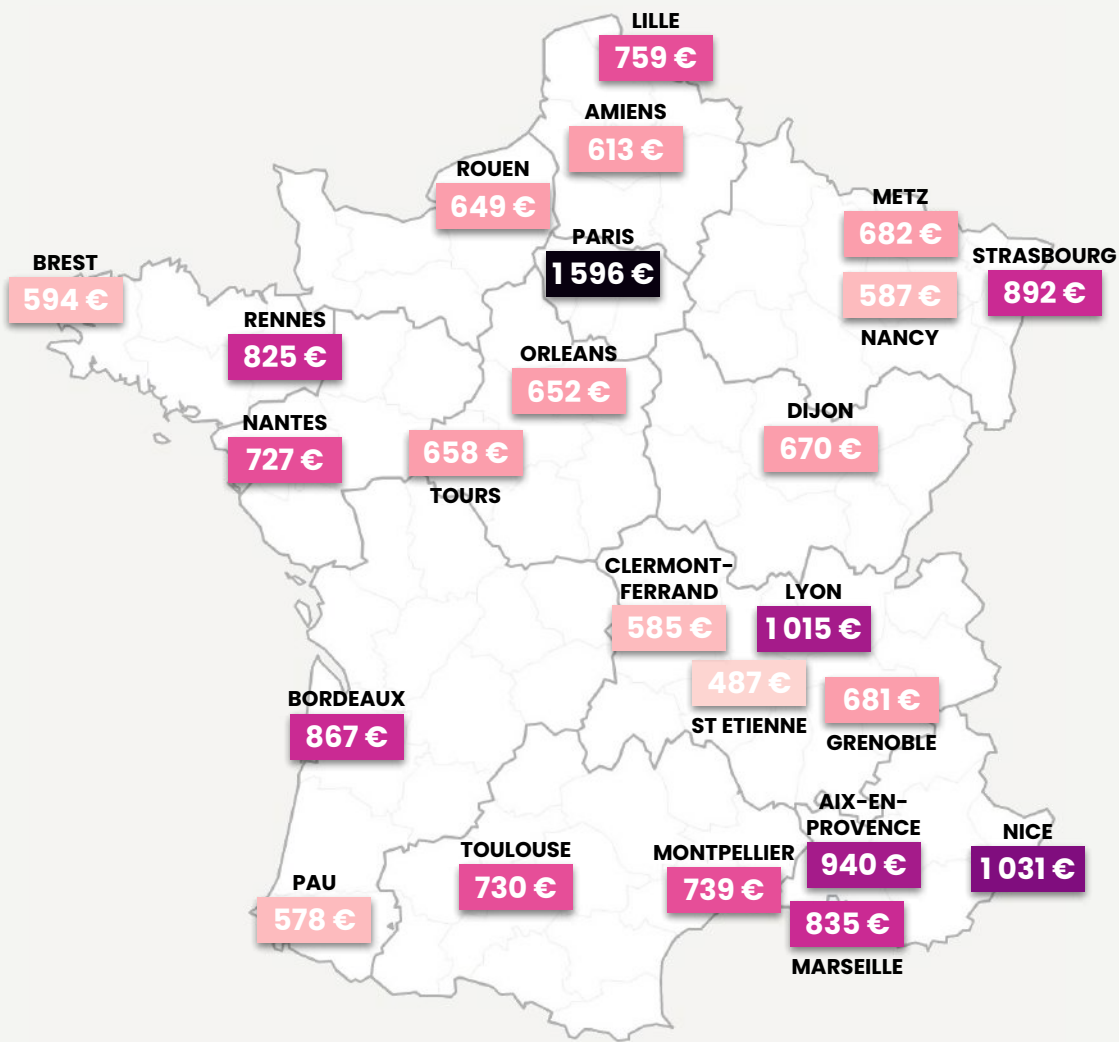 LILLE
759 €
AMIENS
613 €
ROUEN
649 €
METZ
682 €
PARIS
1 596 €
STRASBOURG
892 €
BREST
594 €
587 €
NANCY
RENNES
825 €
ORLEANS
652 €
DIJON
670 €
NANTES
727 €
658 €
TOURS
CLERMONT-
FERRAND
585 €
LYON
1 015 €
487 €
ST ETIENNE
681 €
GRENOBLE
BORDEAUX
867 €
AIX-EN-
PROVENCE
940 €
NICE
1 031 €
TOULOUSE
730 €
MONTPELLIER
739 €
PAU
578 €
835 €
MARSEILLE